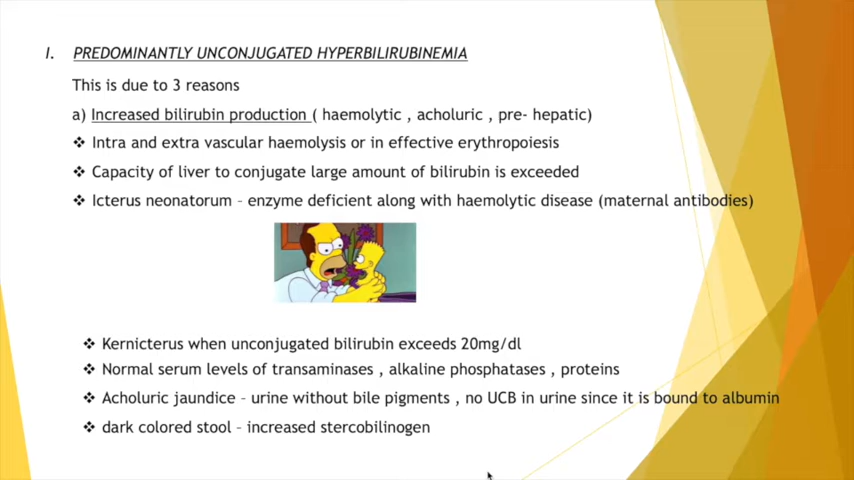 I. PREDOMINANTLY UNCONJUGATED HYPERBILIRUBINEMIA
This is due to 3 reasons
a) Increased bilirubin production ( haemolytic , acholuric , pre- hepatic)
❖ Intra and extra vascular haemolysis or in effective erythropoiesis
❖ Capacity of liver to conjugate large amount of bilirubin is exceeded
❖ Icterus neonatorum – enzyme deficient along with haemolytic disease (maternal antibodies)
❖ Kernicterus when unconjugated bilirubin exceeds 20mg/dl
❖ Normal serum levels of transaminases , alkaline phosphatases , proteins
❖ Acholuric jaundice – urine without bile pigments , no UCB in urine since it is bound to albumin
❖ dark colored stool – increased stercobilinogen